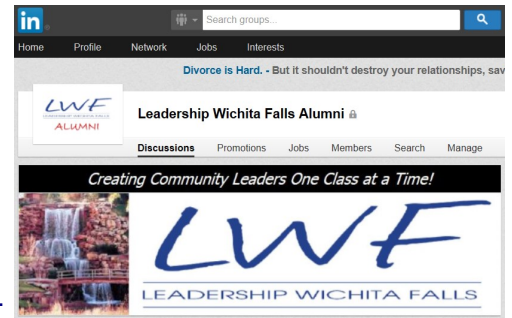 in
Search groups...
Home Profile Network Jobs Interests
Divorce is Hard. - But it shouldn't destroy your relationships, sav
LWF
ALUMNI
Leadership Wichita Falls Alumni
Discussions Promotions Jobs Members Search Manage
Creating Community Leaders One Class at a Time!
LWF
LEADERSHIP WICHITA FALLS